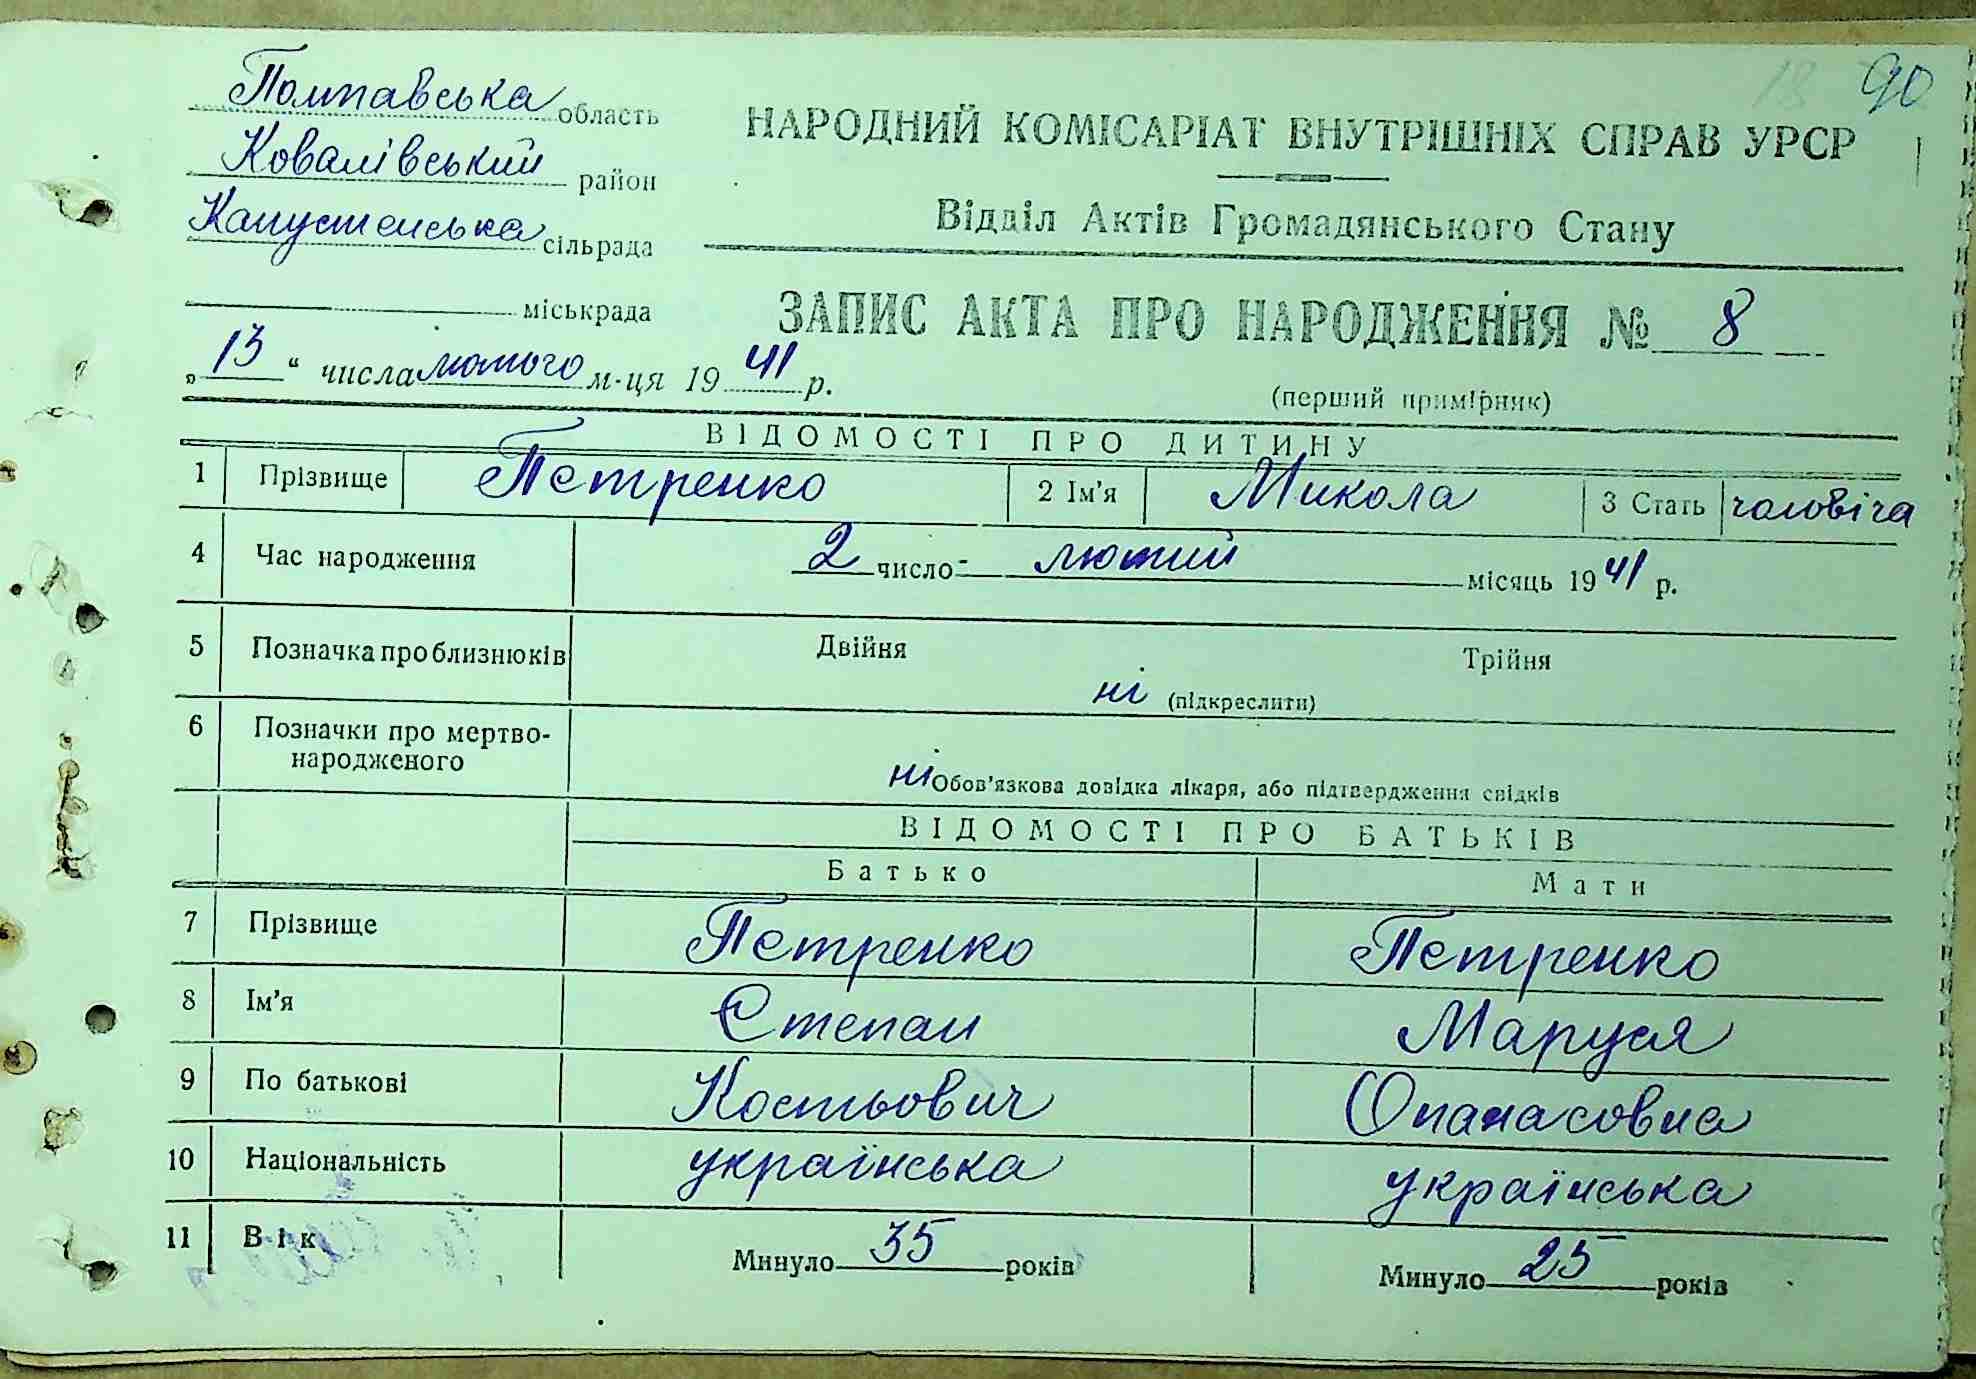 90
Полтавська область
Ковалівський район
Капустенська сільрада
міськрада
НАРОДНИЙ КОМІСАРІАТ ВНУТРІШНІХ СПРАВ УРСР
Відділ Актів Громадянського Стану
ЗАПИС АКТА ПРО НАРОДЖЕННЯ № 8
„13“ числа лютого м-ця 1941 р.
(перший примірник)
ВІДОМОСТІ ПРО ДИТИНУ
1 Прізвище Петренко 2 Ім'я Микола 3 Стать чоловіча
4 Час народження 2 число лютий місяць 1941 р.
5 Позначка про близнюків Двійня Трійня
ні (підкреслити)
6 Позначки про мертво-
народженого
ні Обов'язкова довідка лікаря, або підтвердження свідків
ВІДОМОСТІ ПРО БАТЬКІВ
Батько Мати
7 Прізвище Петренко Петренко
8 Ім'я Степан Маруся
9 По батькові Костьович Опанасовна
10 Національність українська українська
11 Вік Минуло 35 років Минуло 25 років